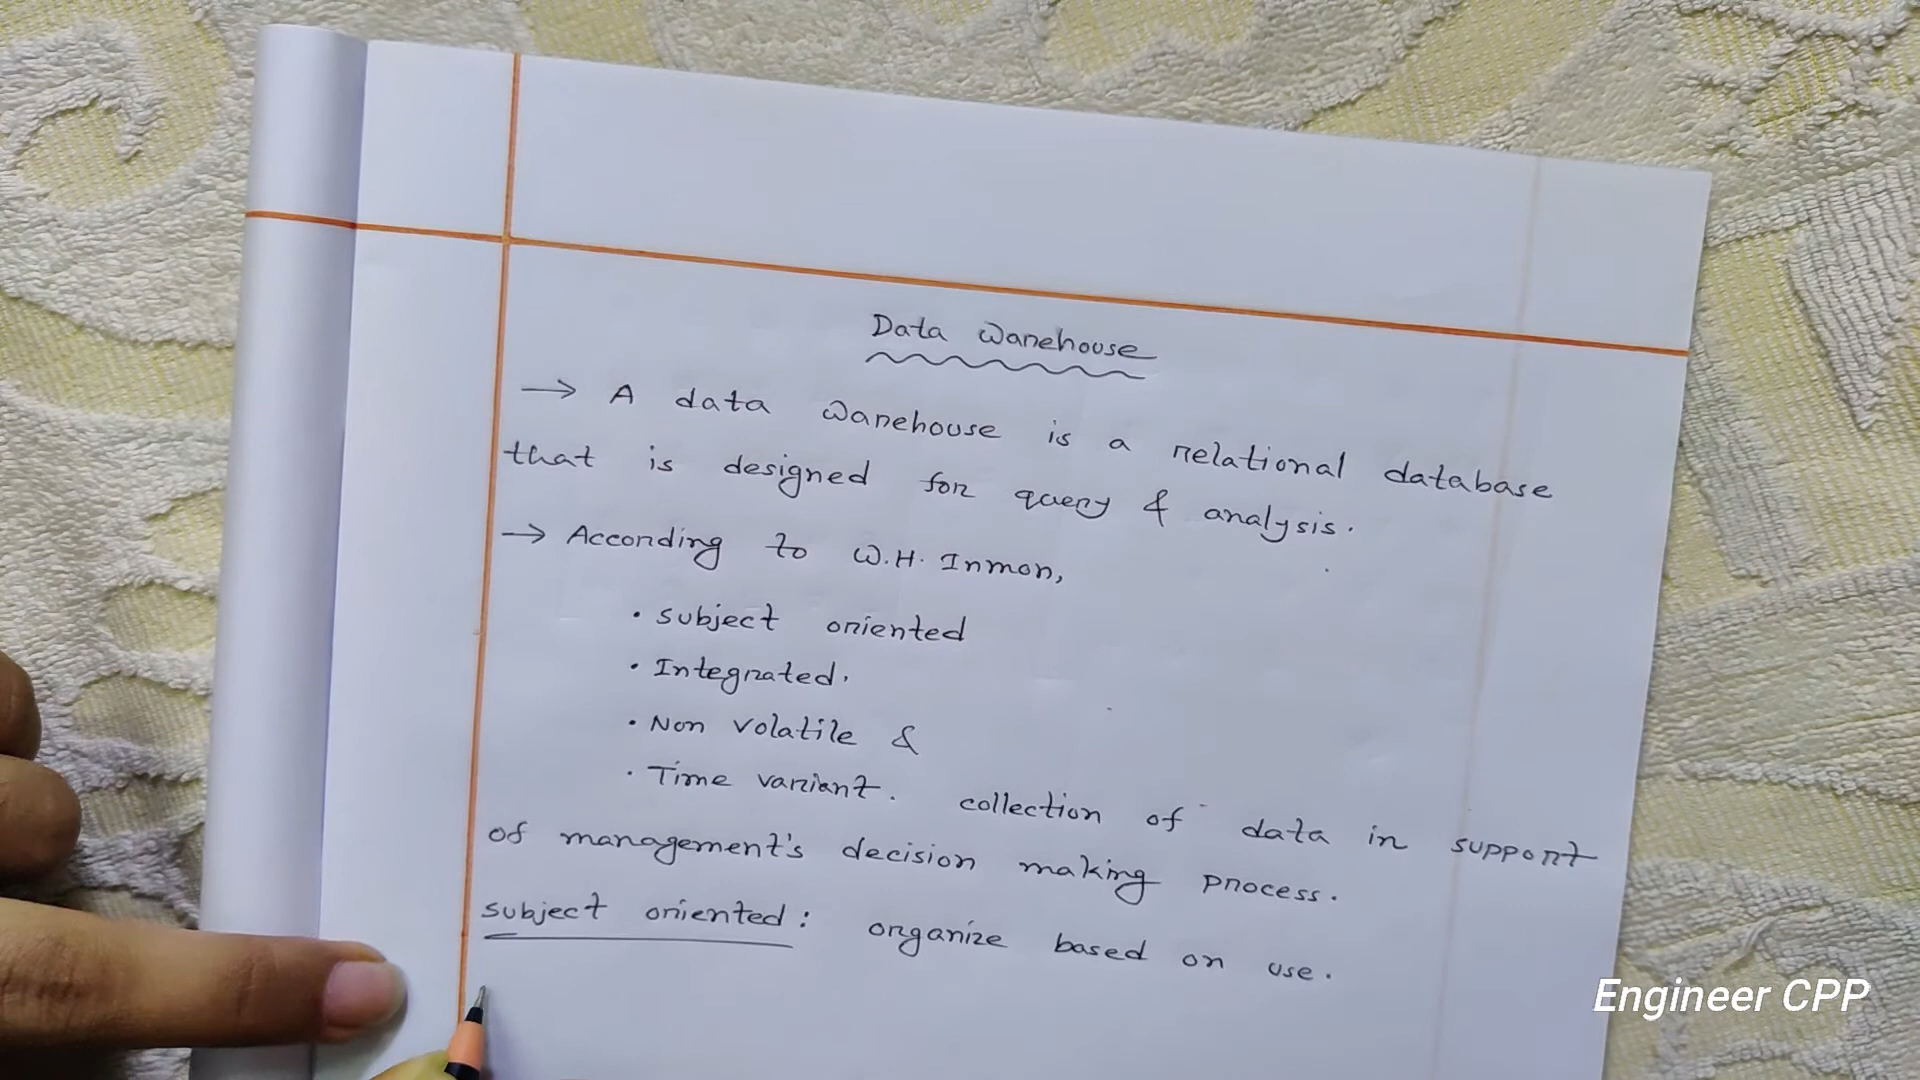 Data Warehouse
→ A data warehouse is a relational database
that is designed for query & analysis.
→ According to W.H. Inmon,
• subject oriented
• Integrated.
• Non volatile &
• Time variant. collection of data in support
of management's decision making process.
subject oriented: organize based on use.
Engineer CPP